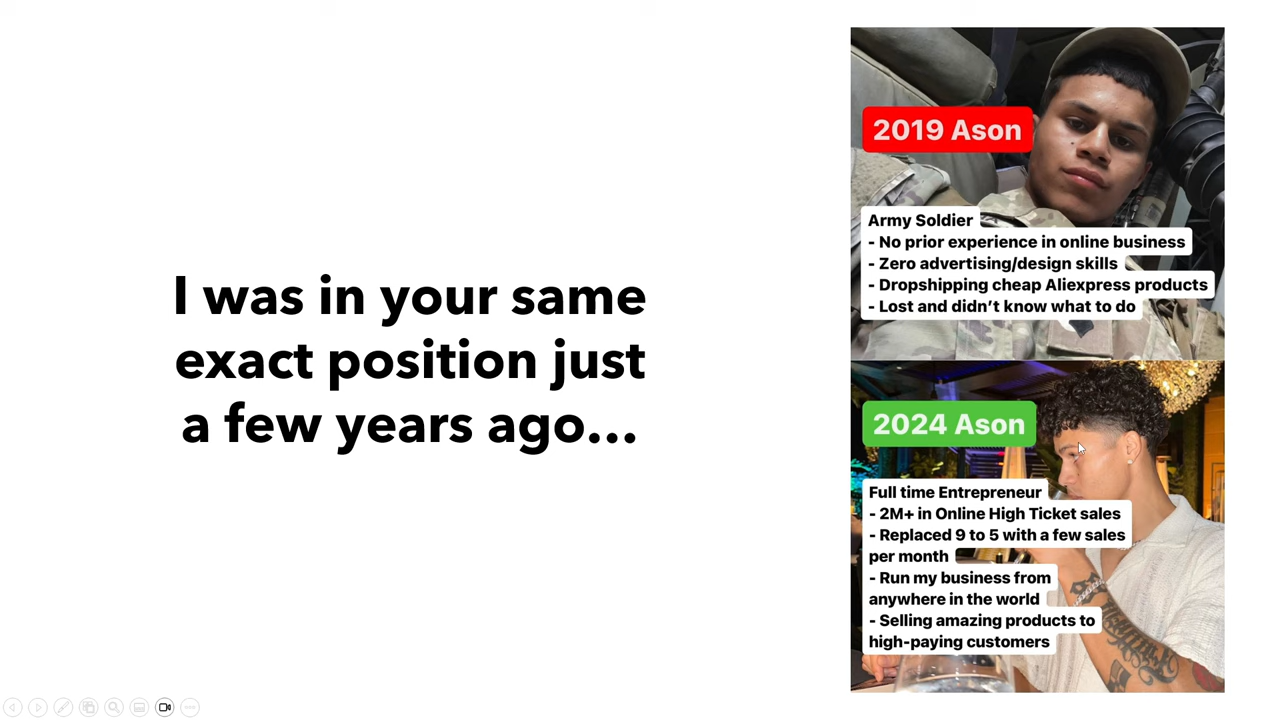 I was in your same
exact position just
a few years ago...
2019 Ason
Army Soldier
- No prior experience in online business
- Zero advertising/design skills
- Dropshipping cheap Aliexpress products
- Lost and didn’t know what to do
2024 Ason
Full time Entrepreneur
- 2M+ in Online High Ticket sales
- Replaced 9 to 5 with a few sales
per month
- Run my business from
anywhere in the world
- Selling amazing products to
high-paying customers